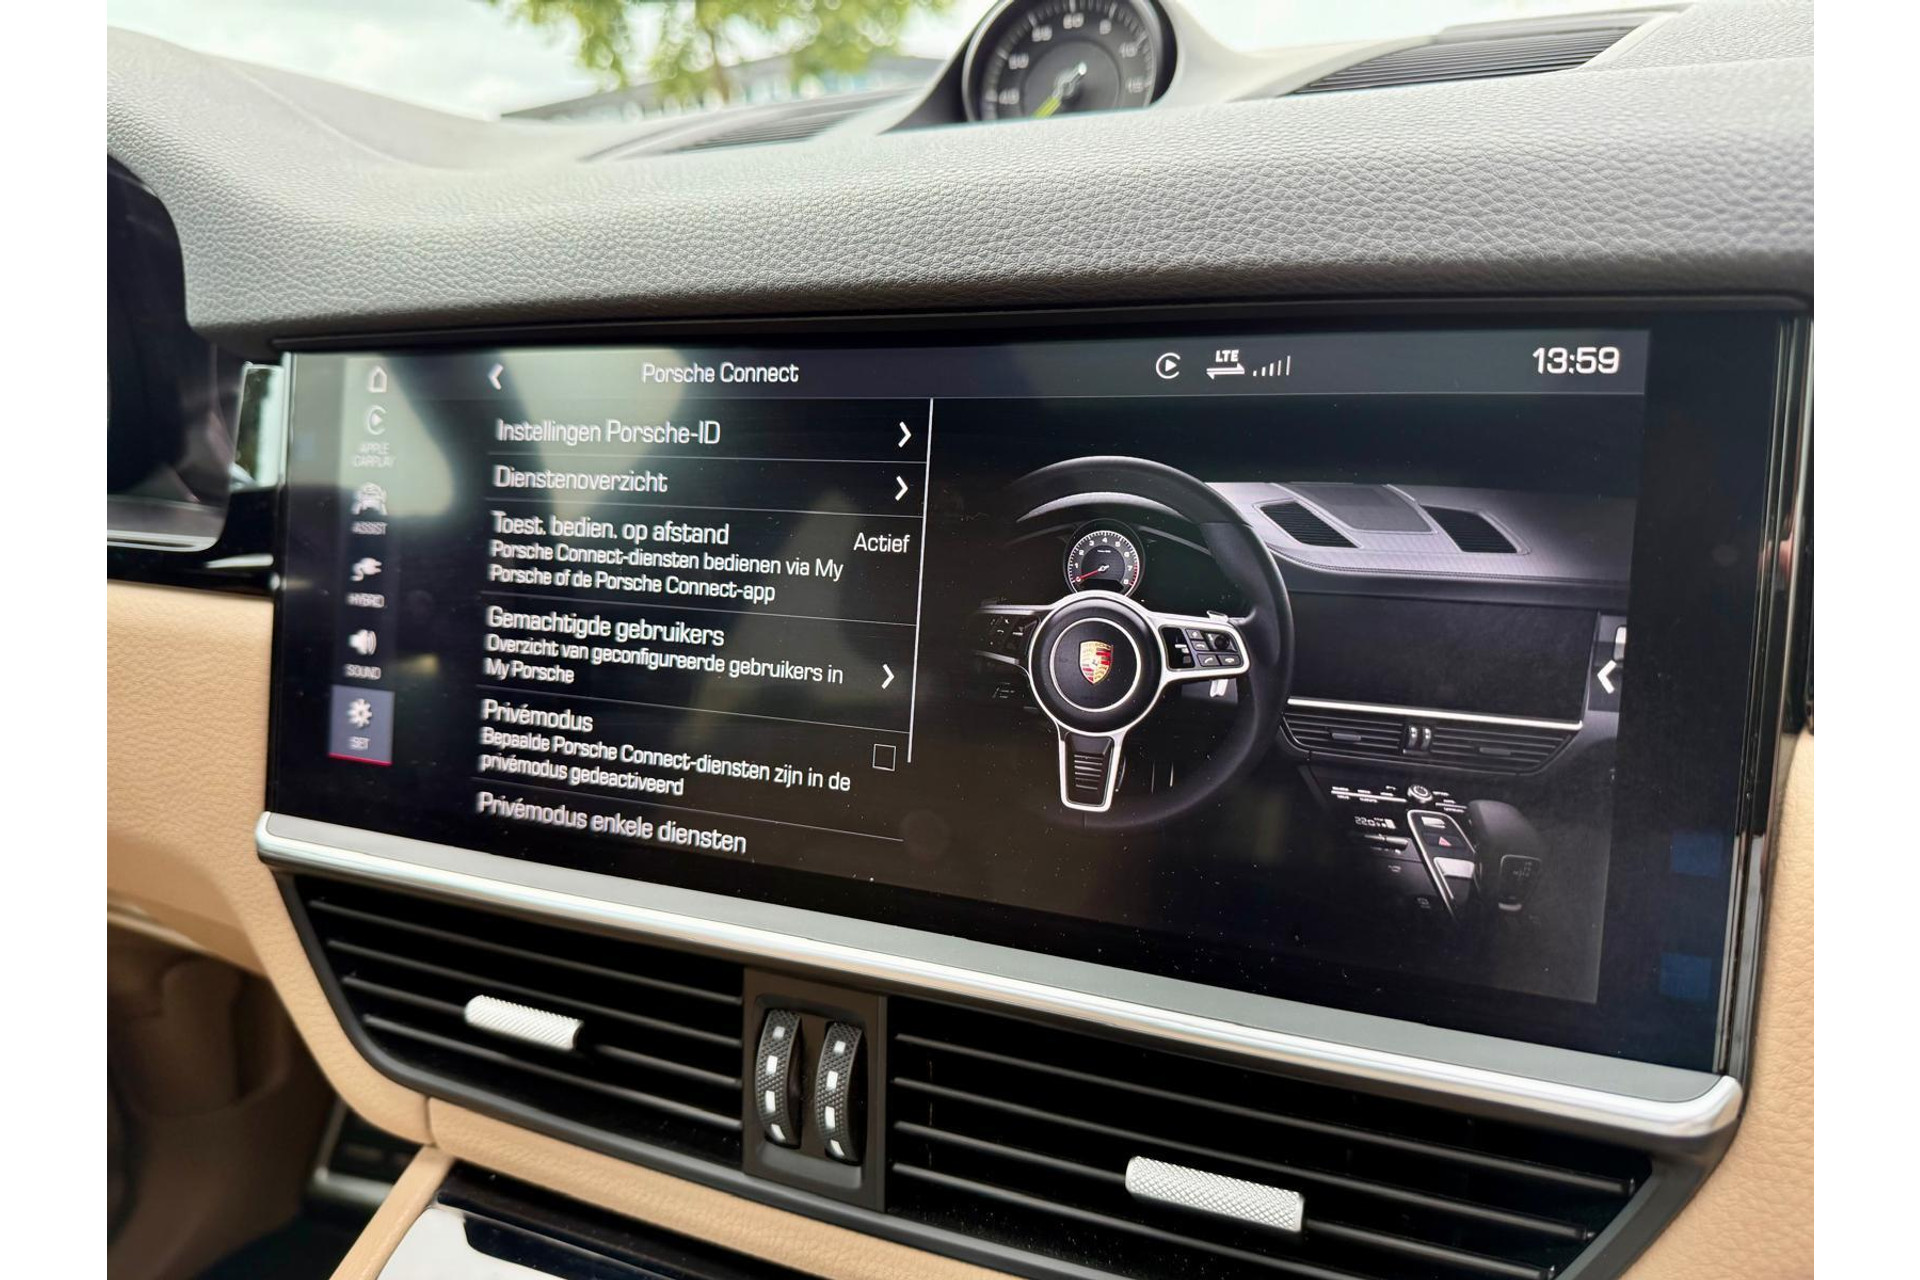 Porsche Connect
LTE
13:59
APPLE
CARPLAY
ASSIST
HYBRID
SOUND
SET
Instellingen Porsche-ID
Dienstenoverzicht
Toest. bedien. op afstand
Actief
Porsche Connect-diensten bedienen via My
Porsche of de Porsche Connect-app
Gemachtigde gebruikers
Overzicht van geconfigureerde gebruikers in
My Porsche
Privémodus
Bepaalde Porsche Connect-diensten zijn in de
privémodus gedeactiveerd
Privémodus enkele diensten